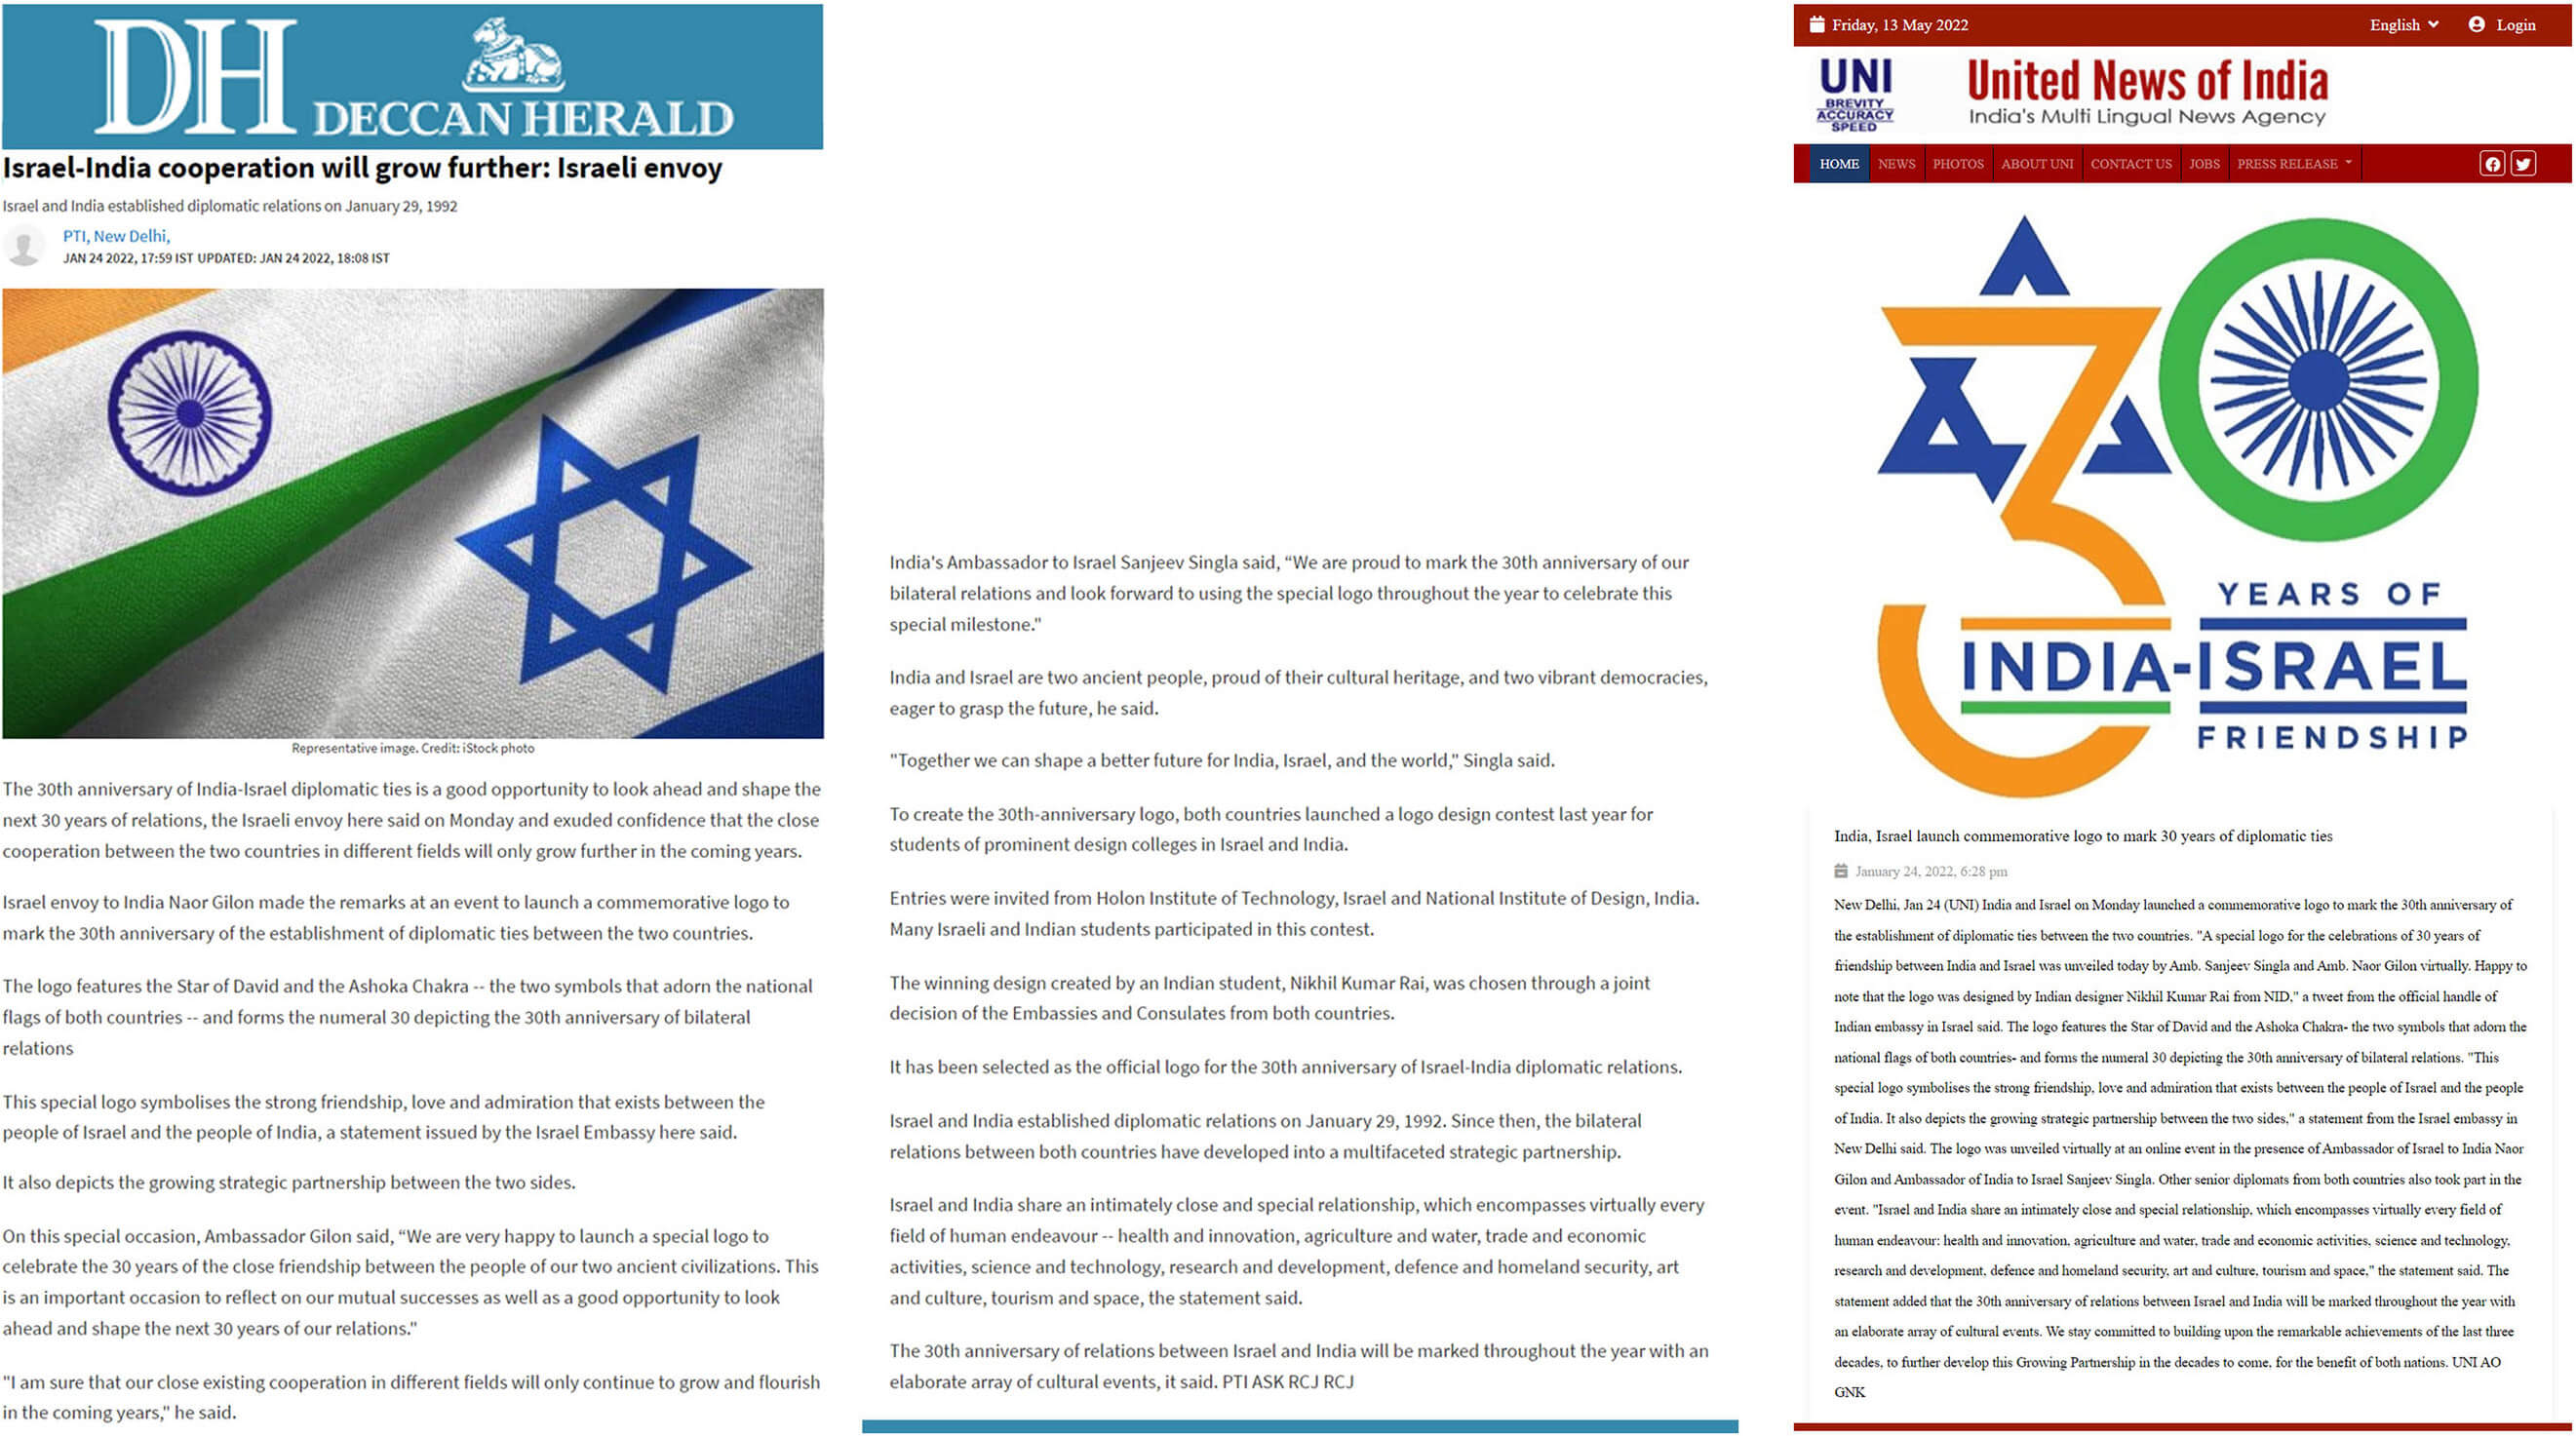 DH
DECCAN HERALD
Israel-India cooperation will grow further: Israeli envoy
Israel and India established diplomatic relations on January 29, 1992
PTI, New Delhi,
JAN 24 2022, 17:59 IST UPDATED: JAN 24 2022, 18:08 IST
Representative image. Credit: iStock photo
The 30th anniversary of India-Israel diplomatic ties is a good opportunity to look ahead and shape the
next 30 years of relations, the Israeli envoy here said on Monday and exuded confidence that the close
cooperation between the two countries in different fields will only grow further in the coming years.
Israel envoy to India Naor Gilon made the remarks at an event to launch a commemorative logo to
mark the 30th anniversary of the establishment of diplomatic ties between the two countries.
The logo features the Star of David and the Ashoka Chakra -- the two symbols that adorn the national
flags of both countries -- and forms the numeral 30 depicting the 30th anniversary of bilateral
relations
This special logo symbolises the strong friendship, love and admiration that exists between the
people of Israel and the people of India, a statement issued by the Israel Embassy here said.
It also depicts the growing strategic partnership between the two sides.
On this special occasion, Ambassador Gilon said, “We are very happy to launch a special logo to
celebrate the 30 years of the close friendship between the people of our two ancient civilizations. This
is an important occasion to reflect on our mutual successes as well as a good opportunity to look
ahead and shape the next 30 years of our relations."
"I am sure that our close existing cooperation in different fields will only continue to grow and flourish
in the coming years," he said.
India's Ambassador to Israel Sanjeev Singla said, “We are proud to mark the 30th anniversary of our
bilateral relations and look forward to using the special logo throughout the year to celebrate this
special milestone."
India and Israel are two ancient people, proud of their cultural heritage, and two vibrant democracies,
eager to grasp the future, he said.
"Together we can shape a better future for India, Israel, and the world," Singla said.
To create the 30th-anniversary logo, both countries launched a logo design contest last year for
students of prominent design colleges in Israel and India.
Entries were invited from Holon Institute of Technology, Israel and National Institute of Design, India.
Many Israeli and Indian students participated in this contest.
The winning design created by an Indian student, Nikhil Kumar Rai, was chosen through a joint
decision of the Embassies and Consulates from both countries.
It has been selected as the official logo for the 30th anniversary of Israel-India diplomatic relations.
Israel and India established diplomatic relations on January 29, 1992. Since then, the bilateral
relations between both countries have developed into a multifaceted strategic partnership.
Israel and India share an intimately close and special relationship, which encompasses virtually every
field of human endeavour -- health and innovation, agriculture and water, trade and economic
activities, science and technology, research and development, defence and homeland security, art
and culture, tourism and space, the statement said.
The 30th anniversary of relations between Israel and India will be marked throughout the year with an
elaborate array of cultural events, it said. PTI ASK RCJ RCJ
Friday, 13 May 2022 English Login
UNI
BREVITY
ACCURACY
SPEED
United News of India
India's Multi Lingual News Agency
HOME NEWS PHOTOS ABOUT UNI CONTACT US JOBS PRESS RELEASE
30
YEARS OF
INDIA-ISRAEL
FRIENDSHIP
India, Israel launch commemorative logo to mark 30 years of diplomatic ties
January 24, 2022, 6:28 pm
New Delhi, Jan 24 (UNI) India and Israel on Monday launched a commemorative logo to mark the 30th anniversary of
the establishment of diplomatic ties between the two countries. "A special logo for the celebrations of 30 years of
friendship between India and Israel was unveiled today by Amb. Sanjeev Singla and Amb. Naor Gilon virtually. Happy to
note that the logo was designed by Indian designer Nikhil Kumar Rai from NID," a tweet from the official handle of
Indian embassy in Israel said. The logo features the Star of David and the Ashoka Chakra- the two symbols that adorn the
national flags of both countries- and forms the numeral 30 depicting the 30th anniversary of bilateral relations. "This
special logo symbolises the strong friendship, love and admiration that exists between the people of Israel and the people
of India. It also depicts the growing strategic partnership between the two sides," a statement from the Israel embassy in
New Delhi said. The logo was unveiled virtually at an online event in the presence of Ambassador of Israel to India Naor
Gilon and Ambassador of India to Israel Sanjeev Singla. Other senior diplomats from both countries also took part in the
event. "Israel and India share an intimately close and special relationship, which encompasses virtually every field of
human endeavour: health and innovation, agriculture and water, trade and economic activities, science and technology,
research and development, defence and homeland security, art and culture, tourism and space," the statement said. The
statement added that the 30th anniversary of relations between Israel and India will be marked throughout the year with
an elaborate array of cultural events. We stay committed to building upon the remarkable achievements of the last three
decades, to further develop this Growing Partnership in the decades to come, for the benefit of both nations. UNI AO
GNK